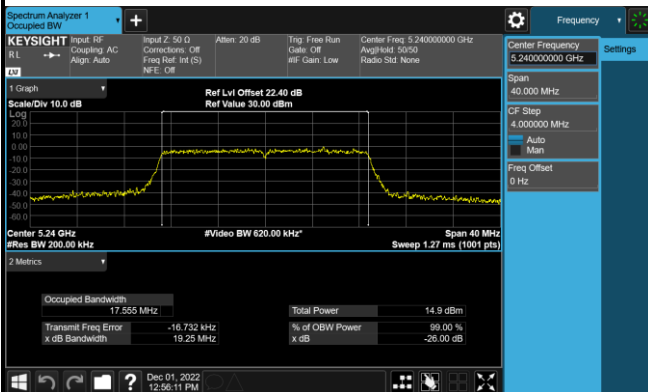 Spectrum Analyzer 1
Occupied BW
Frequency
KEYSIGHT
R L
LXI
Input: RF
Coupling: AC
Align: Auto
Input Z: 50 Ω
Corrections: Off
Freq Ref: Int (S)
NFE: Off
Atten: 20 dB
Trig: Free Run
Gate: Off
#IF Gain: Low
Center Freq: 5.240000000 GHz
Avg|Hold: 50/50
Radio Std: None
Center Frequency
5.240000000 GHz
Settings
Span
40.000 MHz
CF Step
4.000000 MHz
Auto
Man
Freq Offset
0 Hz
1 Graph
Scale/Div 10.0 dB
Ref Lvl Offset 22.40 dB
Ref Value 30.00 dBm
Log
20.0
10.0
0.00
-10.0
-20.0
-30.0
-40.0
-50.0
-60.0
Center 5.24 GHz
#Res BW 200.00 kHz
#Video BW 620.00 kHz*
Span 40 MHz
Sweep 1.27 ms (1001 pts)
2 Metrics
Occupied Bandwidth
17.555 MHz
Total Power 14.9 dBm
Transmit Freq Error -16.732 kHz
% of OBW Power 99.00 %
x dB Bandwidth 19.25 MHz
x dB -26.00 dB
?
Dec 01, 2022
12:56:11 PM